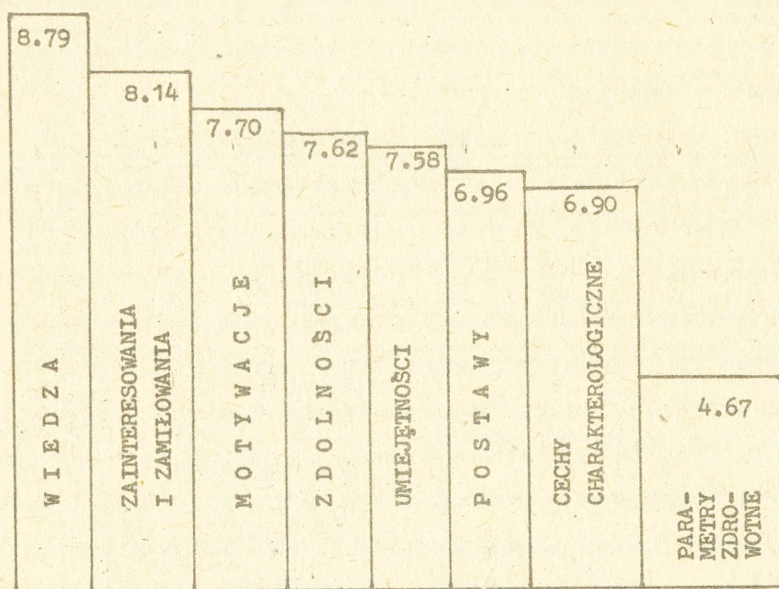 8.79
8.14
7.70
7.62
7.58
6.96
6.90
4.67
WIEDZA
ZAINTERESOWANIA
I ZAMIŁOWANIA
MOTYWACJE
ZDOLNOŚCI
UMIEJĘTNOŚCI
POSTAWY
CECHY
CHARAKTEROLOGICZNE
PARA-
METRY
ZDRO-
WOTNE